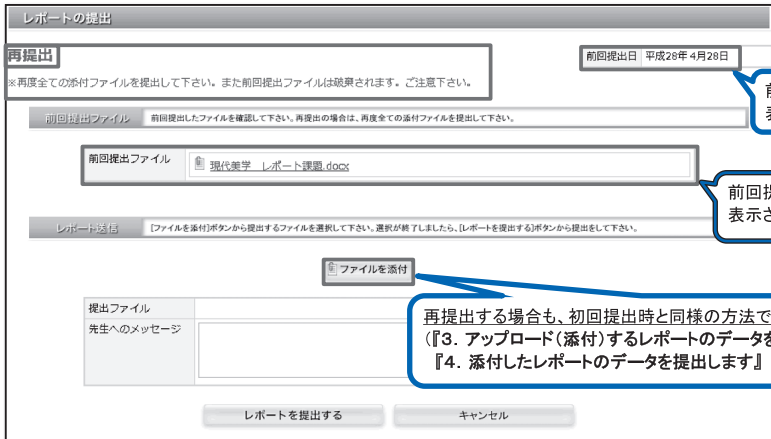 レポートの提出
再提出
前回提出日 平成28年4月28日
※再度全ての添付ファイルを提出して下さい。また前回提出ファイルは破棄されます。ご注意下さい。
前回提出ファイル 前回提出したファイルを確認して下さい。再提出の場合は、再度全ての添付ファイルを提出して下さい。
前回提出ファイル 現代美学 レポート課題.docx
前回提
表示さ
レポート送信 [ファイルを添付]ボタンから提出するファイルを選択して下さい。選択が終了しましたら、[レポートを提出する]ボタンから提出をして下さい。
ファイルを添付
提出ファイル
先生へのメッセージ
再提出する場合も、初回提出時と同様の方法で
(『3．アップロード(添付)するレポートのデータを
『4．添付したレポートのデータを提出します』
レポートを提出する キャンセル